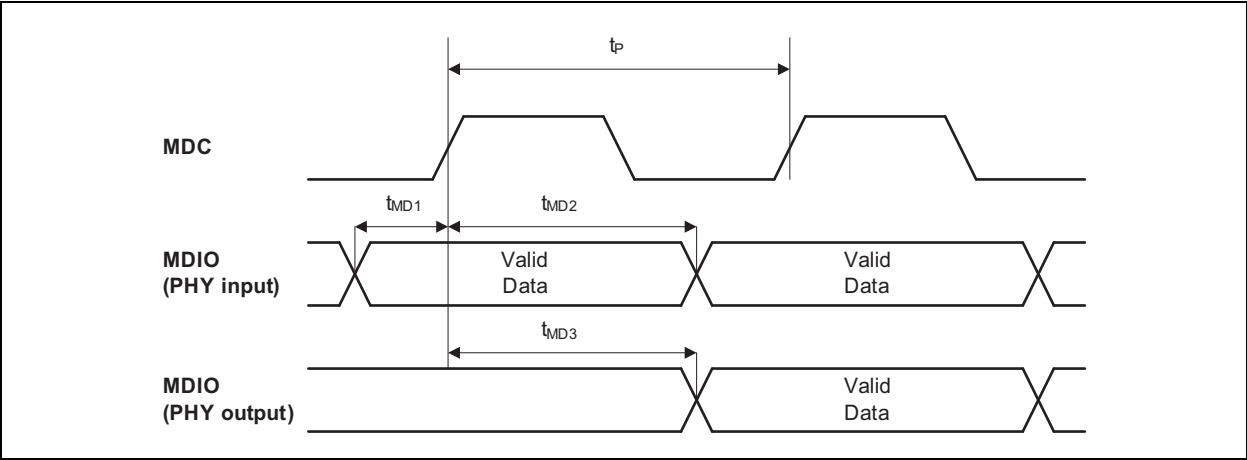 tP
MDC
tMD1
tMD2
MDIO
(PHY input)
Valid
Data
Valid
Data
tMD3
MDIO
(PHY output)
Valid
Data